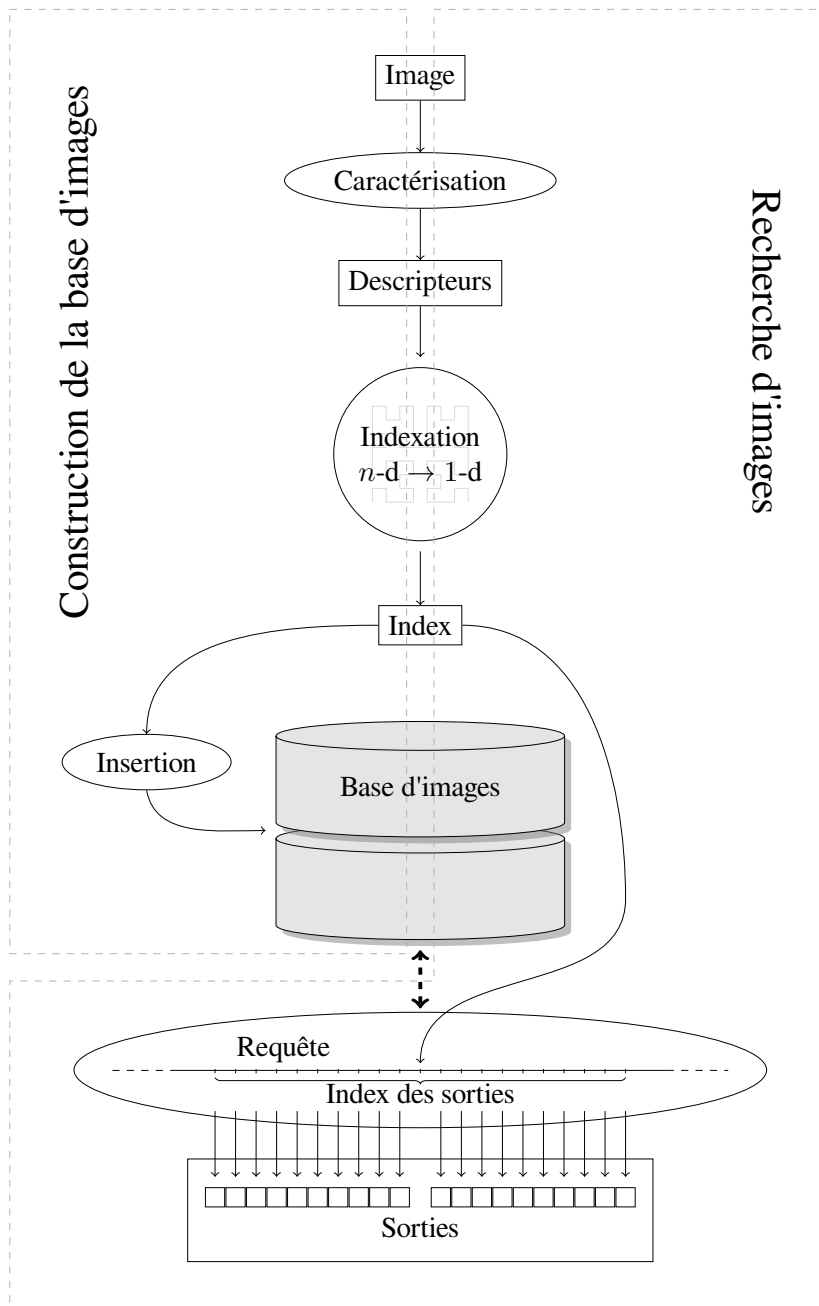 Image
Caractérisation
Descripteurs
Indexation
n-d → 1-d
Index
Insertion
Base d'images
Requête
Index des sorties
Sorties
Construction de la base d'images
Recherche d'images